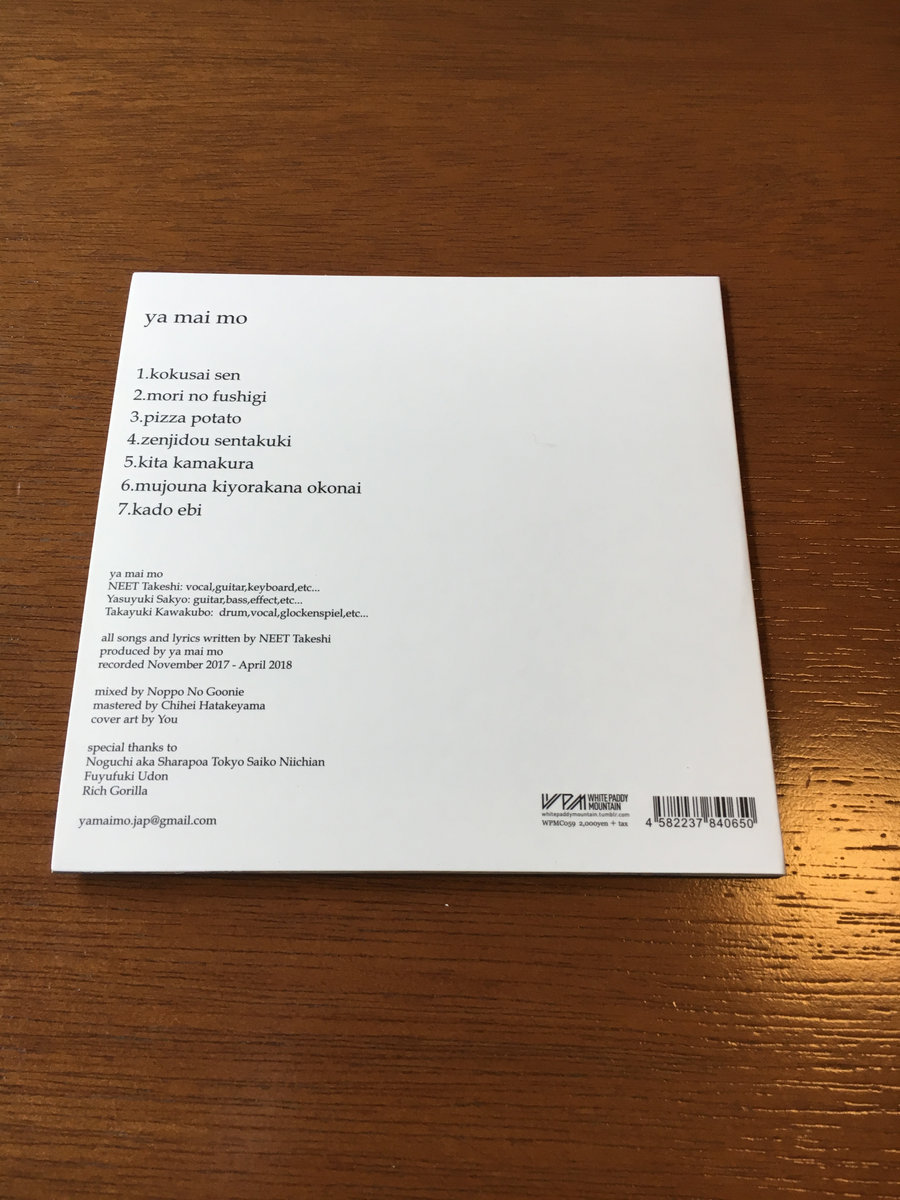 ya mai mo
1.kokusai sen
2.mori no fushigi
3.pizza potato
4.zenjidou sentakuki
5.kita kamakura
6.mujouna kiyorakana okonai
7.kado ebi
ya mai mo
NEET Takeshi: vocal,guitar,keyboard,etc...
Yasuyuki Sakyo: guitar,bass,effect,etc...
Takayuki Kawakubo:  drum,vocal,glockenspiel,etc...
all songs and lyrics written by NEET Takeshi
produced by ya mai mo
recorded November 2017 - April 2018
mixed by Noppo No Goonie
mastered by Chihei Hatakeyama
cover art by You
special thanks to
Noguchi aka Sharapoa Tokyo Saiko Niichian
Fuyufuki Udon
Rich Gorilla
yamaimo.jap@gmail.com
WPM WHITE PADDY
MOUNTAIN
whitepaddymountain.tumblr.com
WPMC059  2,000yen + tax
4 582237 840650